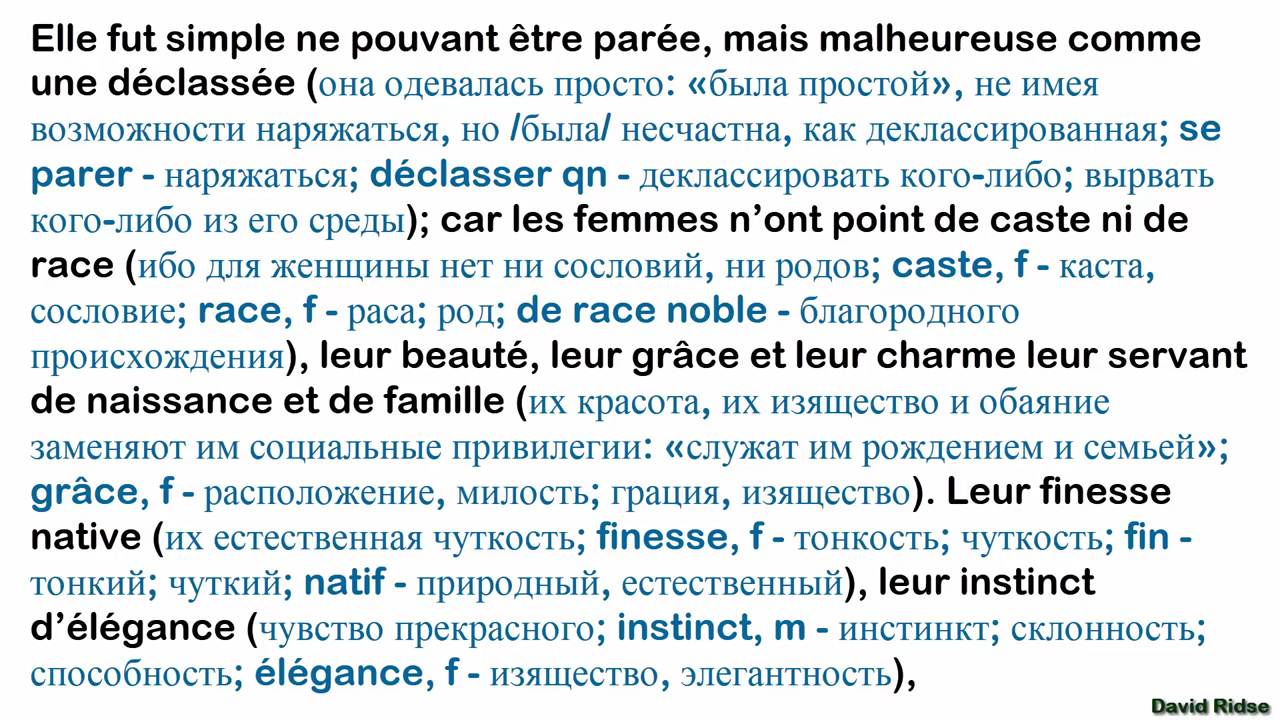 Elle fut simple ne pouvant être parée, mais malheureuse comme
une déclassée (она одевалась просто: «была простой», не имея
возможности наряжаться, но /была/ несчастна, как деклассированная; se
parer - наряжаться; déclasser qn - деклассировать кого-либо; вырвать
кого-либо из его среды); car les femmes n’ont point de caste ni de
race (ибо для женщины нет ни сословий, ни родов; caste, f - каста,
сословие; race, f - раса; род; de race noble - благородного
происхождения), leur beauté, leur grâce et leur charme leur servant
de naissance et de famille (их красота, их изящество и обаяние
заменяют им социальные привилегии: «служат им рождением и семьей»;
grâce, f - расположение, милость; грация, изящество). Leur finesse
native (их естественная чуткость; finesse, f - тонкость; чуткость; fin -
тонкий; чуткий; natif - природный, естественный), leur instinct
d’élégance (чувство прекрасного; instinct, m - инстинкт; склонность;
способность; élégance, f - изящество, элегантность),
David Ridse